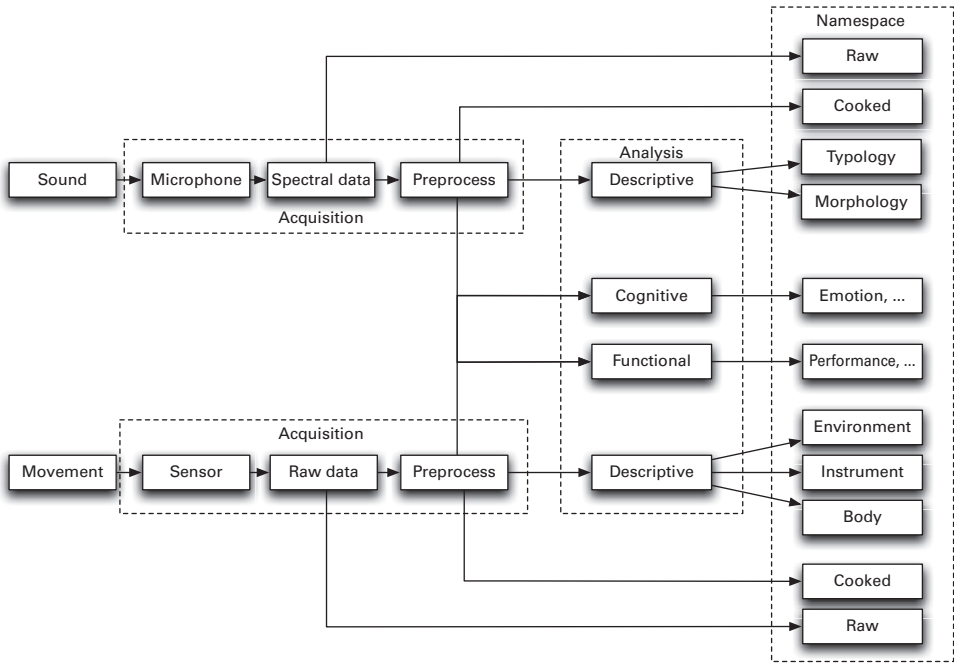 Namespace
Raw
Cooked
Analysis
Typology
Sound
Microphone
Spectral data
Preprocess
Descriptive
Morphology
Acquisition
Cognitive
Emotion, ...
Functional
Performance, ...
Acquisition
Environment
Movement
Sensor
Raw data
Preprocess
Descriptive
Instrument
Body
Cooked
Raw